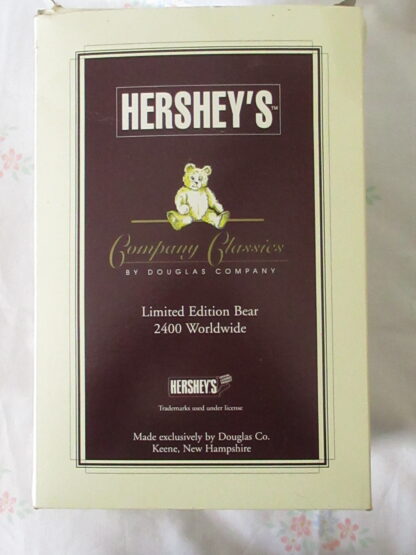 HERSHEY'S™
Company Classics
BY DOUGLAS COMPANY
Limited Edition Bear
2400 Worldwide
HERSHEY'S
Trademarks used under license
Made exclusively by Douglas Co.
Keene, New Hampshire